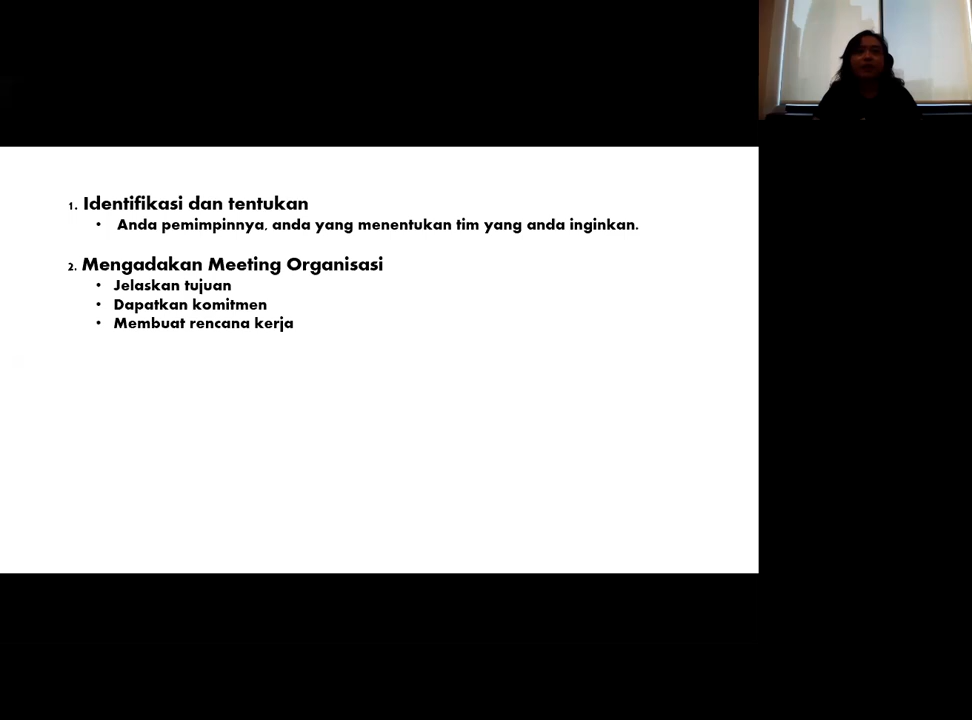 1. Identifikasi dan tentukan
• Anda pemimpinnya, anda yang menentukan tim yang anda inginkan.
2. Mengadakan Meeting Organisasi
• Jelaskan tujuan
• Dapatkan komitmen
• Membuat rencana kerja